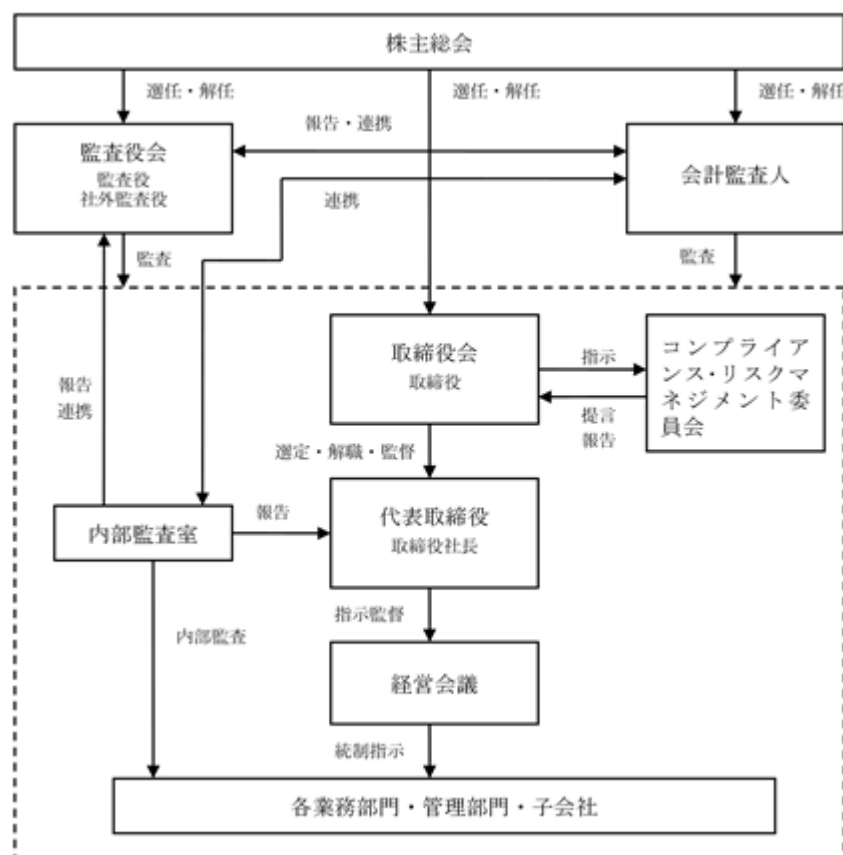 株主総会
選任・解任
選任・解任
選任・解任
報告・連携
監査役会
監査役
社外監査役
会計監査人
連携
監査
監査
取締役会
取締役
指示
提言
報告
コンプライア
ンス・リスクマ
ネジメント委
員会
報告
連携
選定・解職・監督
内部監査室
報告
代表取締役
取締役社長
指示監督
内部監査
経営会議
統制指示
各業務部門・管理部門・子会社